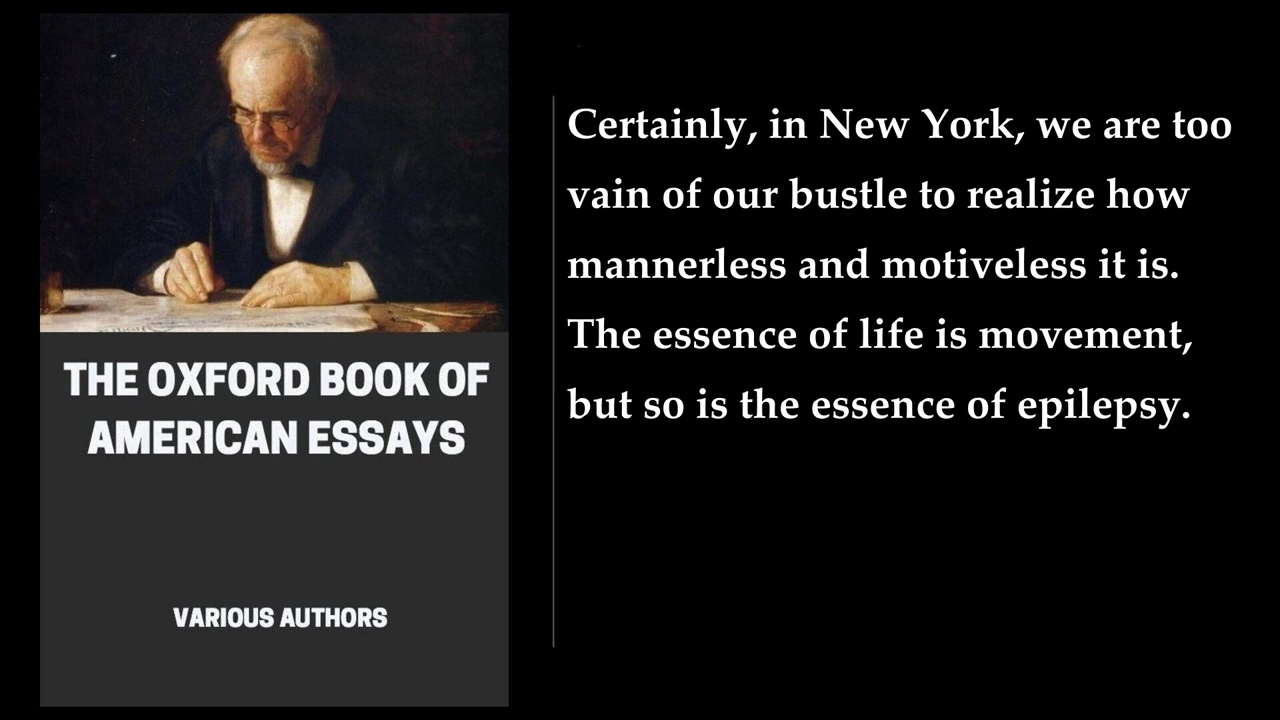 THE OXFORD BOOK OF
AMERICAN ESSAYS
VARIOUS AUTHORS
Certainly, in New York, we are too
vain of our bustle to realize how
mannerless and motiveless it is.
The essence of life is movement,
but so is the essence of epilepsy.